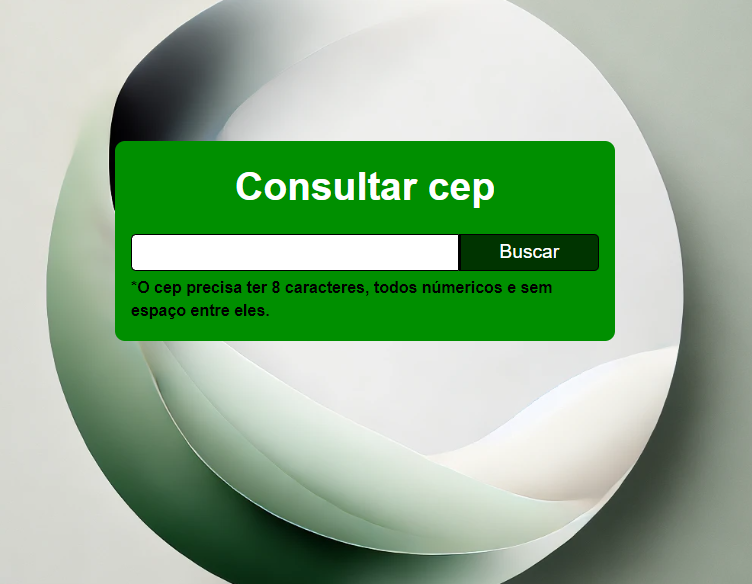 Consultar cep
Buscar
*O cep precisa ter 8 caracteres, todos númericos e sem
espaço entre eles.